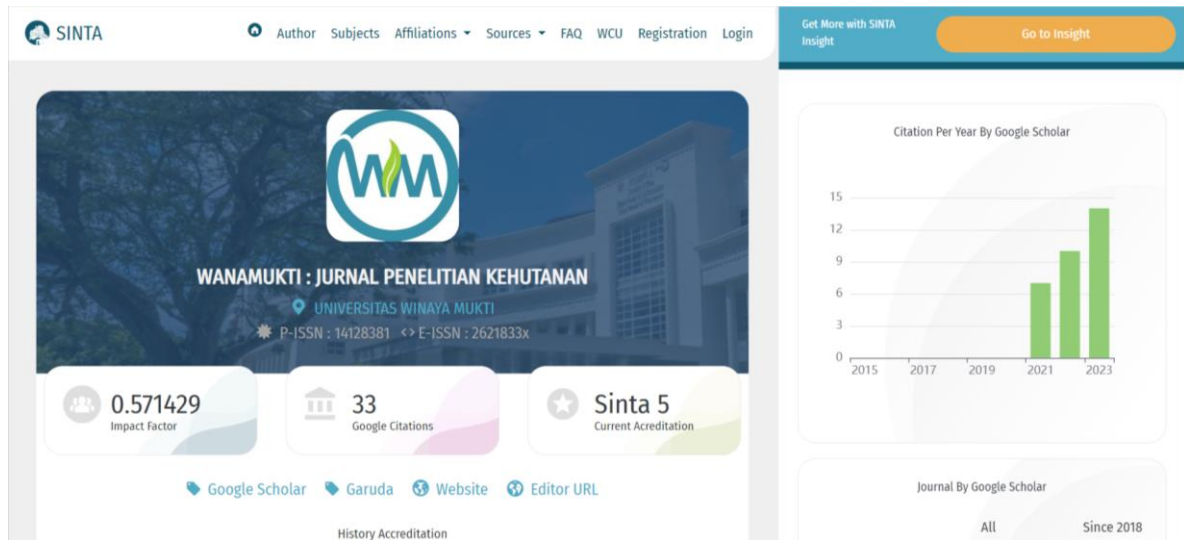 SINTA
Author Subjects Affiliations Sources FAQ WCU Registration Login
Get More with SINTA
Insight
Go to Insight
WM
WANAMUKTI : JURNAL PENELITIAN KEHUTANAN
UNIVERSITAS WINAYA MUKTI
P-ISSN : 14128381 <> E-ISSN : 2621833x
0.571429
Impact Factor
33
Google Citations
Sinta 5
Current Acreditation
Google Scholar Garuda Website Editor URL
History Accreditation
Citation Per Year By Google Scholar
15
12
9
6
3
0
2015 2017 2019 2021 2023
Journal By Google Scholar
All Since 2018